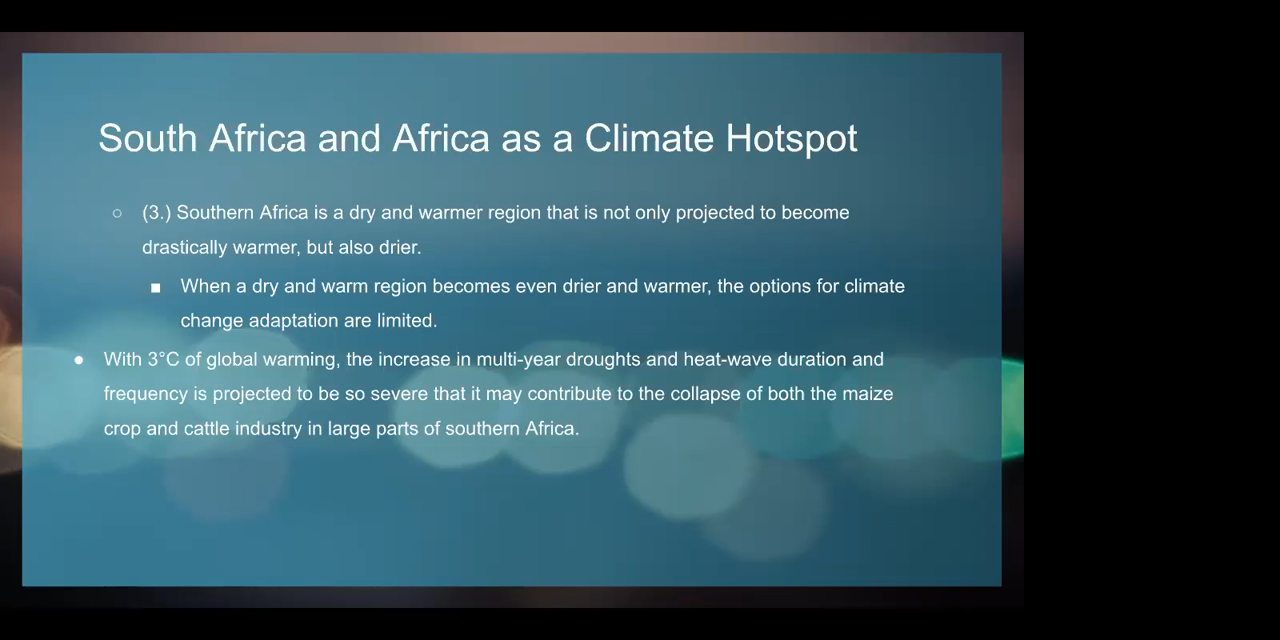 South Africa and Africa as a Climate Hotspot
○ (3.) Southern Africa is a dry and warmer region that is not only projected to become
drastically warmer, but also drier.
■ When a dry and warm region becomes even drier and warmer, the options for climate
change adaptation are limited.
● With 3°C of global warming, the increase in multi-year droughts and heat-wave duration and
frequency is projected to be so severe that it may contribute to the collapse of both the maize
crop and cattle industry in large parts of southern Africa.